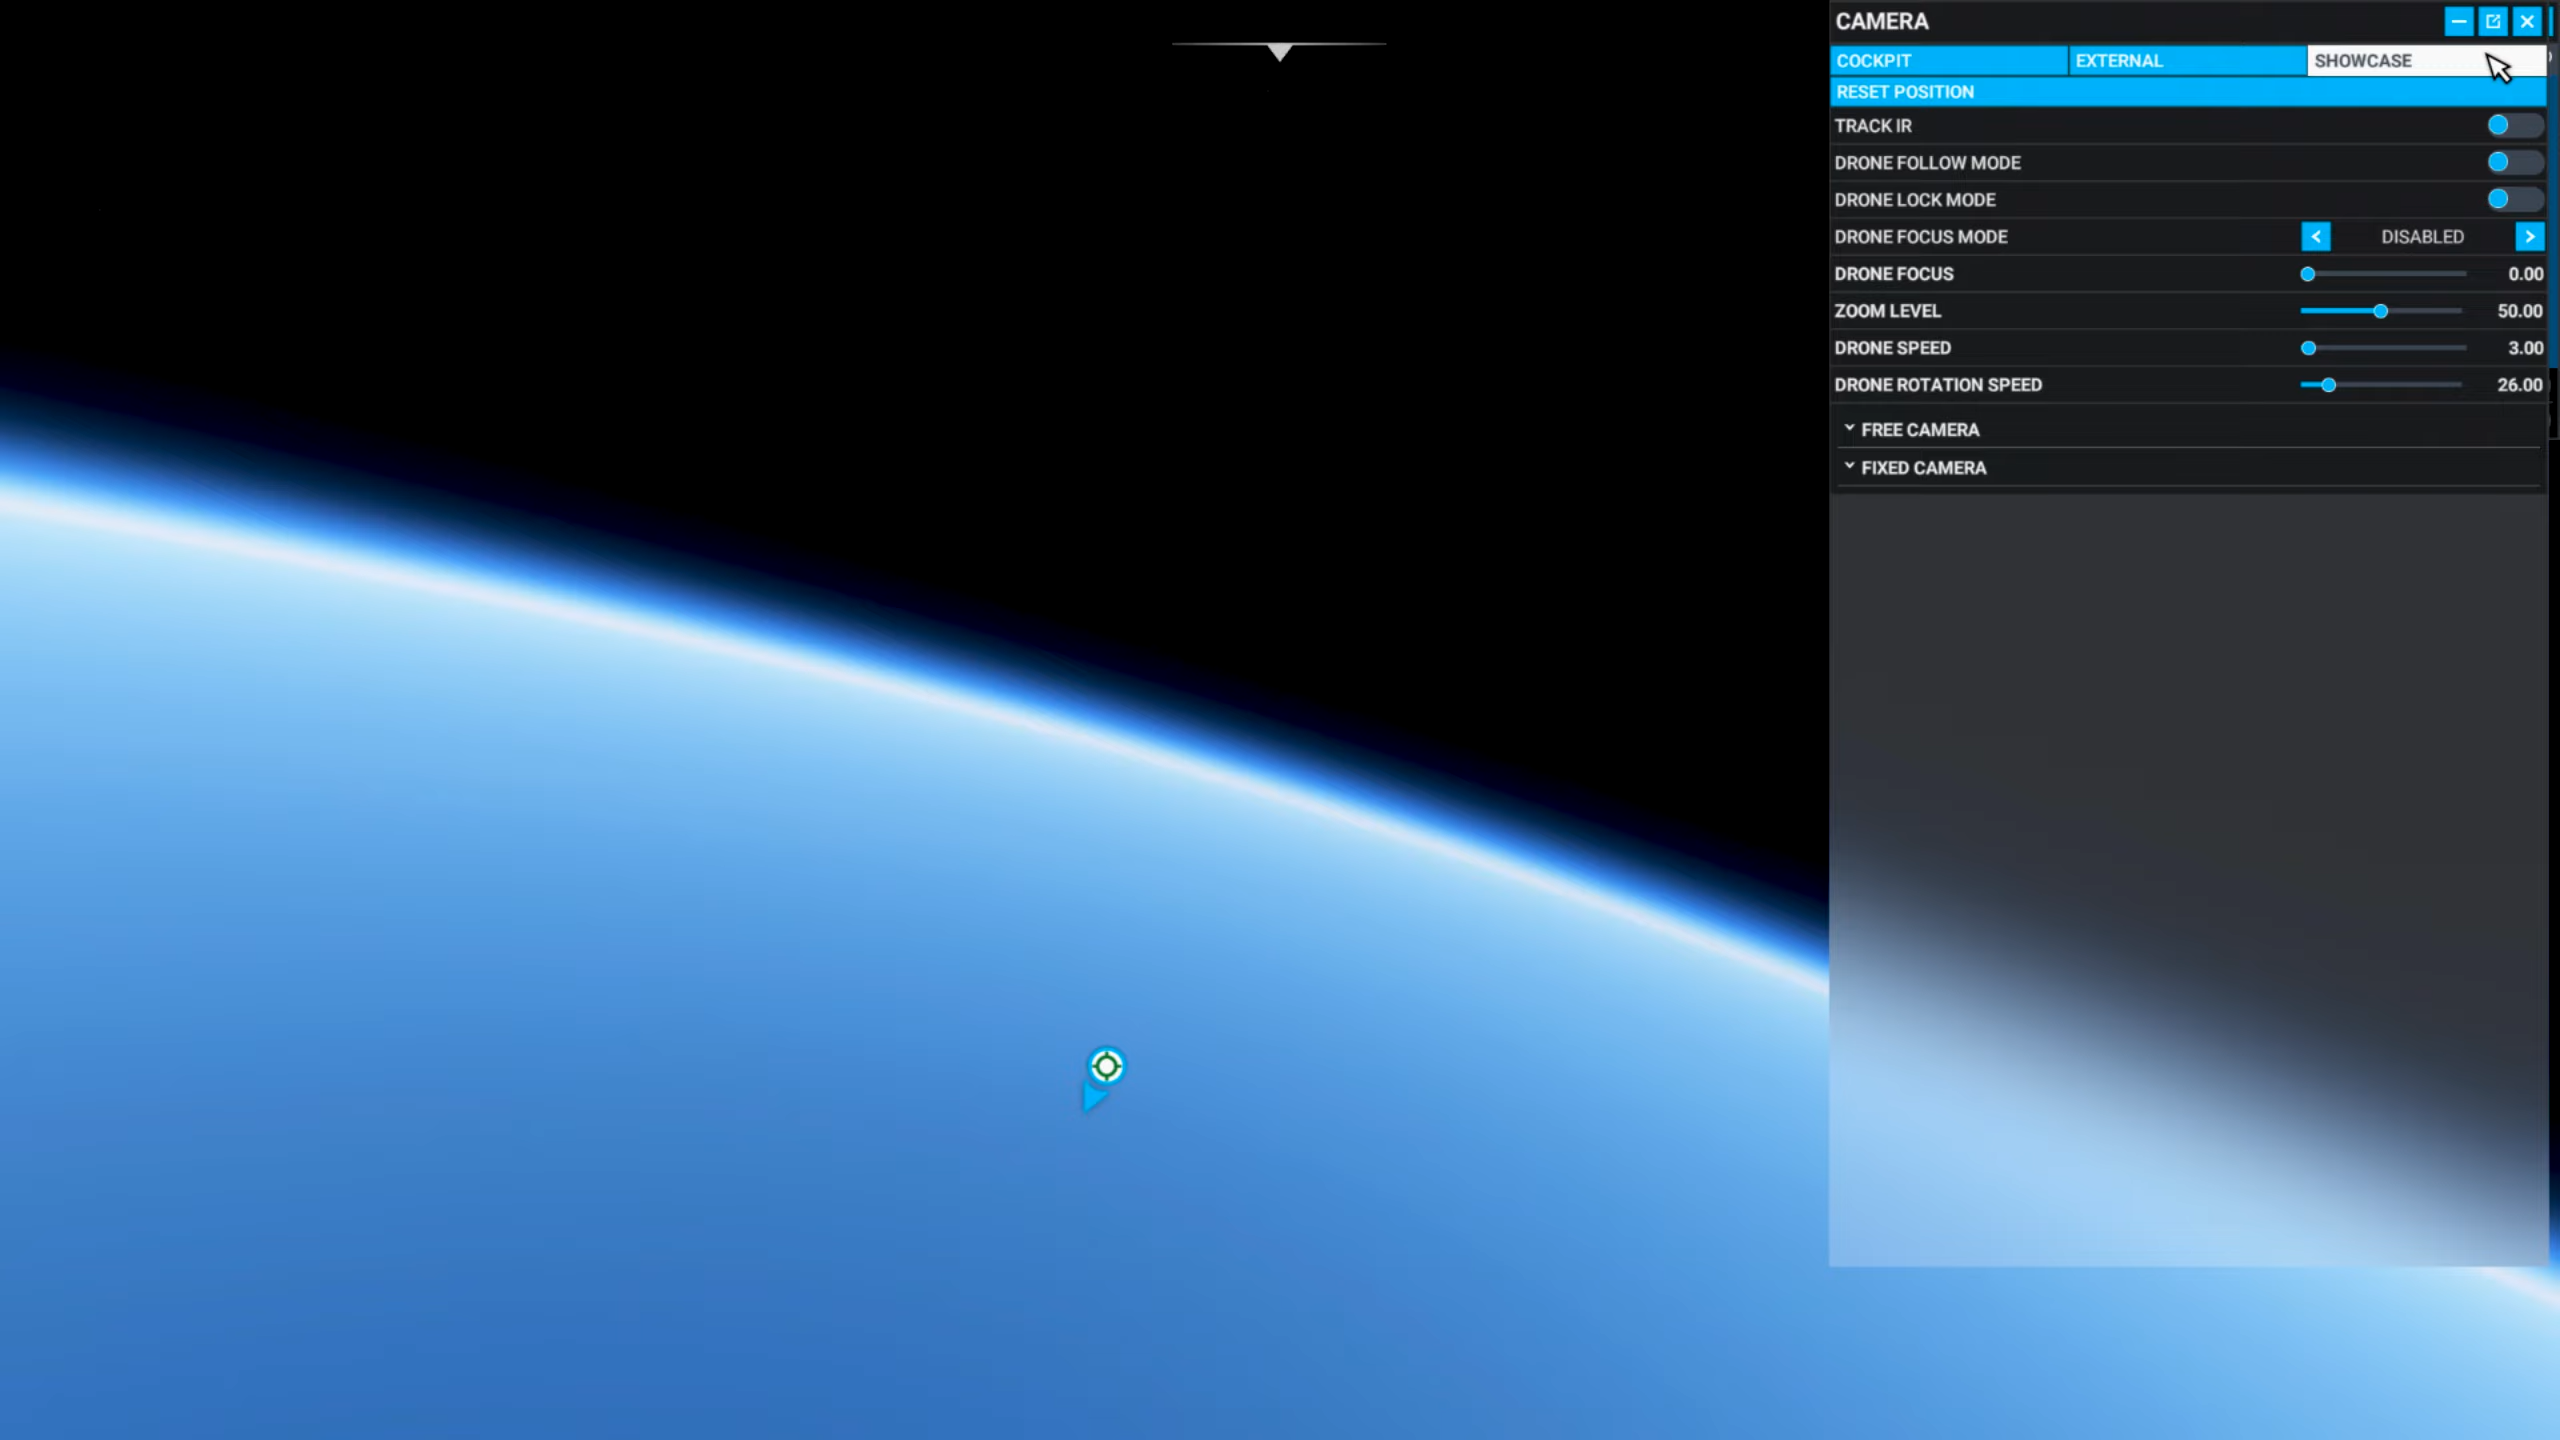 CAMERA
COCKPIT
EXTERNAL
SHOWCASE
RESET POSITION
TRACK IR
DRONE FOLLOW MODE
DRONE LOCK MODE
DRONE FOCUS MODE
DISABLED
DRONE FOCUS
0.00
ZOOM LEVEL
50.00
DRONE SPEED
3.00
DRONE ROTATION SPEED
26.00
FREE CAMERA
FIXED CAMERA